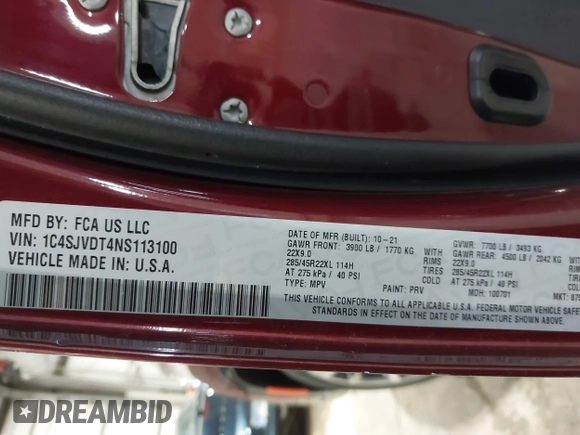 MFD BY: FCA US LLC
VIN: 1C4SJVDT4NS113100
VEHICLE MADE IN: U.S.A.
DATE OF MFR (BUILT): 10-21 GVWR: 7700 LB/ 3493 KG
GAWR FRONT: 3900 LB / 1770 KG WITH GAWR REAR: 4500 LB/ 2042 KG
22X9.0 RIMS 22X9.0
285/45R22XL 114H TIRES 285/45R22XL 114H
AT 275 kPa / 40 PSI COLD AT 275 kPa / 40 PSI
TYPE: MPV PAINT: PRV MDH: 100701 MKT:
THIS VEHICLE CONFORMS TO ALL APPLICABLE U.S.A. FEDERAL MOTOR VEHICLE
STANDARDS IN EFFECT ON THE DATE OF MANUFACTURE SHOWN ABOVE.
DREAMBID